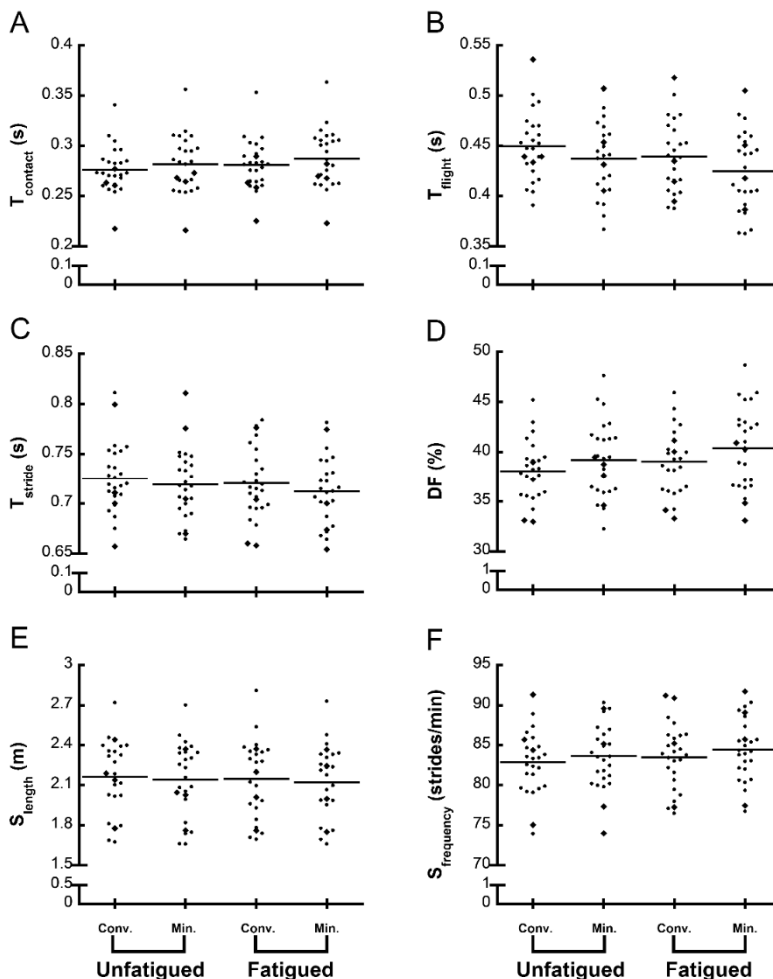 A
B
0.4
0.35
0.3
0.25
0.2
0.1
0
T contact (s)
0.55
0.5
0.45
0.4
0.35
0.1
0
T flight (s)
C
D
0.85
0.75
0.7
0.65
0.1
0
T stride (s)
50
45
40
35
30
1
0
DF (%)
E
F
3
2.7
2.4
2.1
1.8
1.5
0.5
0
S length (m)
95
90
85
80
75
70
1
0
S frequency (strides/min)
Conv. Min. Conv. Min.
Unfatigued Fatigued
Conv. Min. Conv. Min.
Unfatigued Fatigued